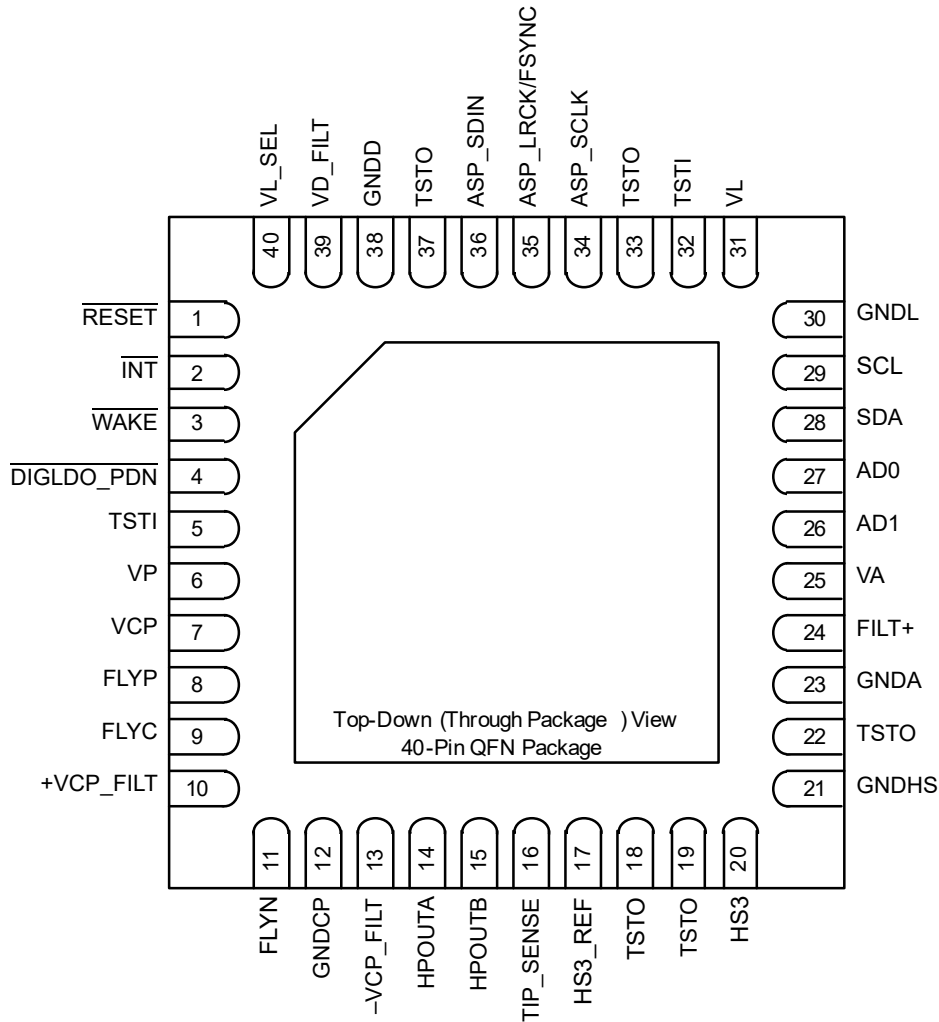 VL_SEL
VD_FILT
GNDD
TSTO
ASP_SDIN
ASP_LRCK/FSYNC
ASP_SCLK
TSTO
TSTI
VL
40
39
38
37
36
35
34
33
32
31
RESET 1
INT 2
WAKE 3
DIGLDO_PDN 4
TSTI 5
VP 6
VCP 7
FLYP 8
FLYC 9
+VCP_FILT 10
30 GNDL
29 SCL
28 SDA
27 AD0
26 AD1
25 VA
24 FILT+
23 GNDA
22 TSTO
21 GNDHS
Top-Down (Through Package ) View
40-Pin QFN Package
11
12
13
14
15
16
17
18
19
20
FLYN
GNDCP
–VCP_FILT
HPOUTA
HPOUTB
TIP_SENSE
HS3_REF
TSTO
TSTO
HS3